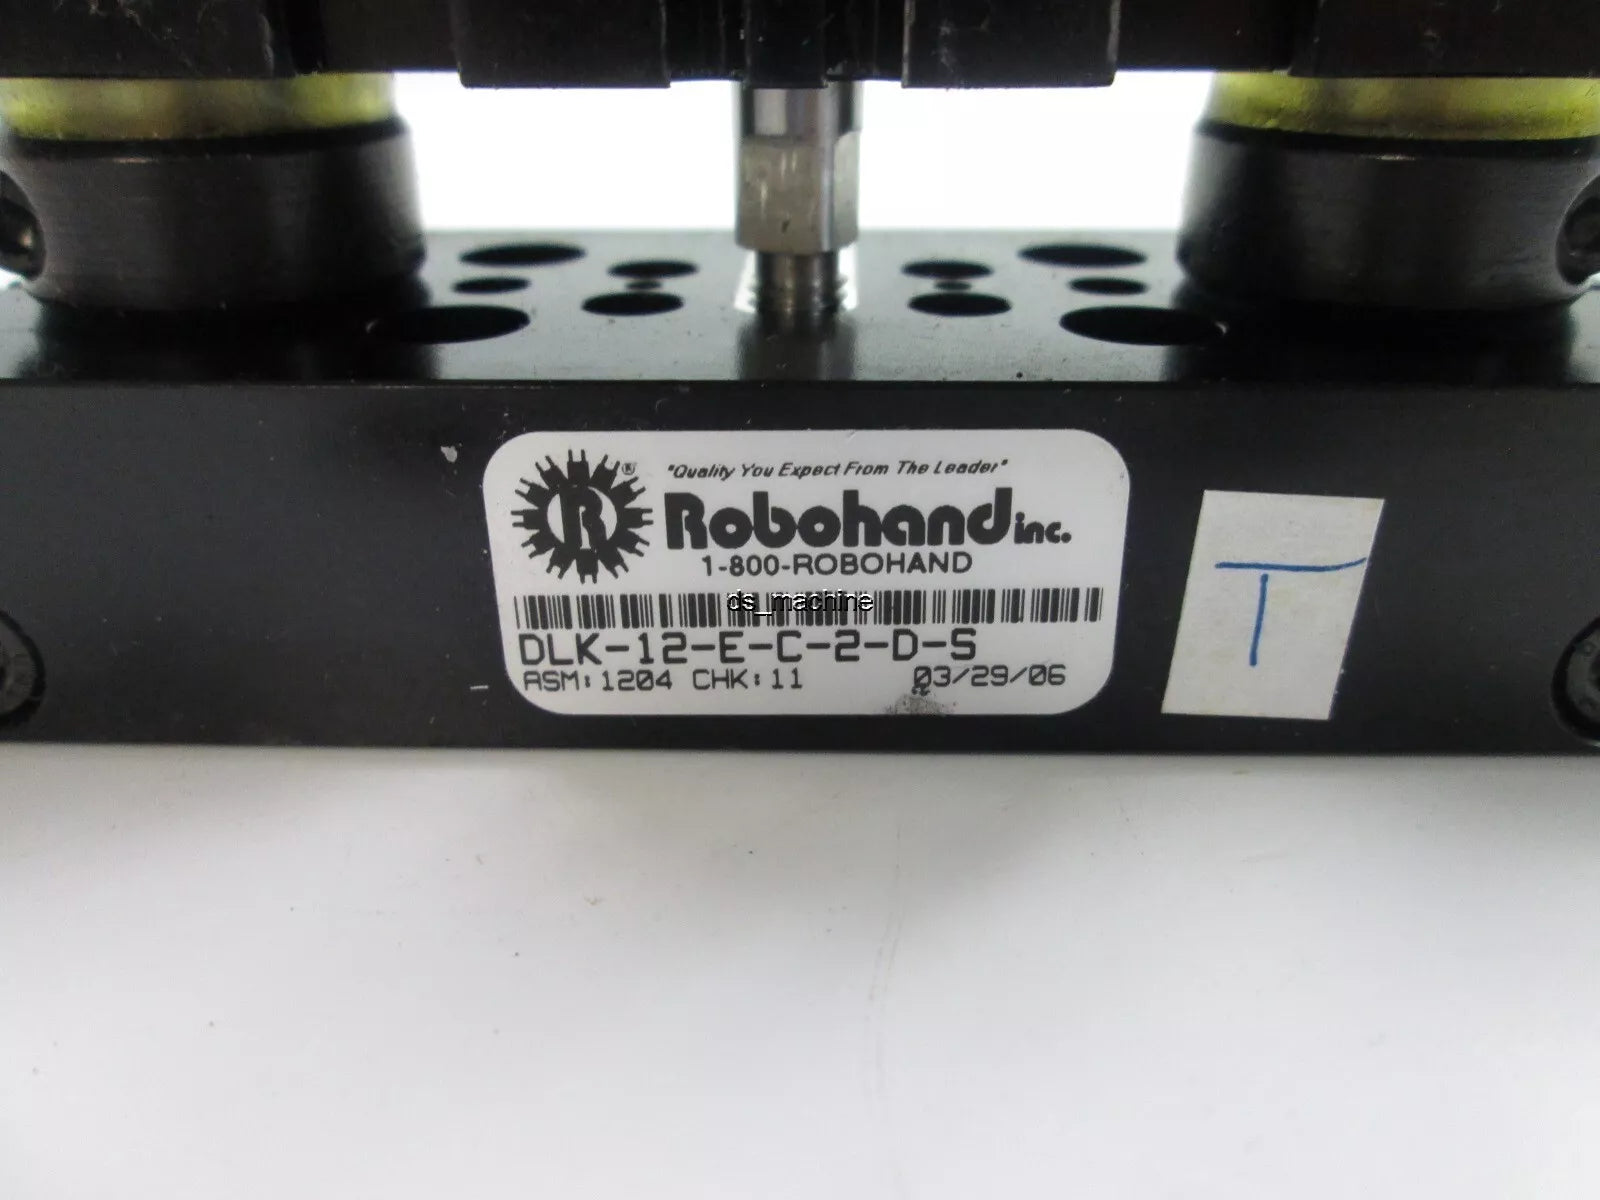 "Quality You Expect From The Leader"
R ®
Robohand inc.
1-800-ROBOHAND
ds_machine
DLK-12-E-C-2-D-S
ASM: 1204 CHK: 11 03/29/06
T